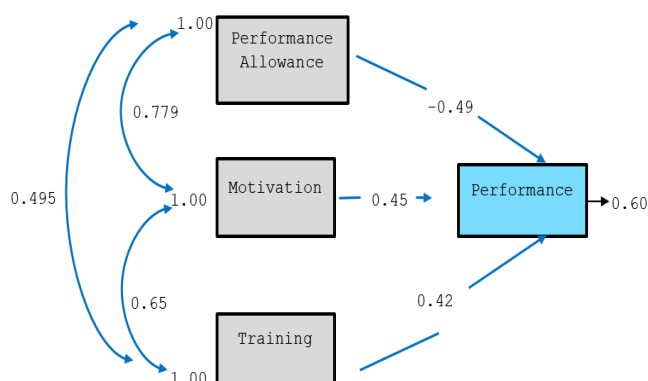 1.00
Performance
Allowance
0.779
-0.49
0.495
1.00
Motivation
0.45
Performance
0.60
0.65
0.42
Training
1.00